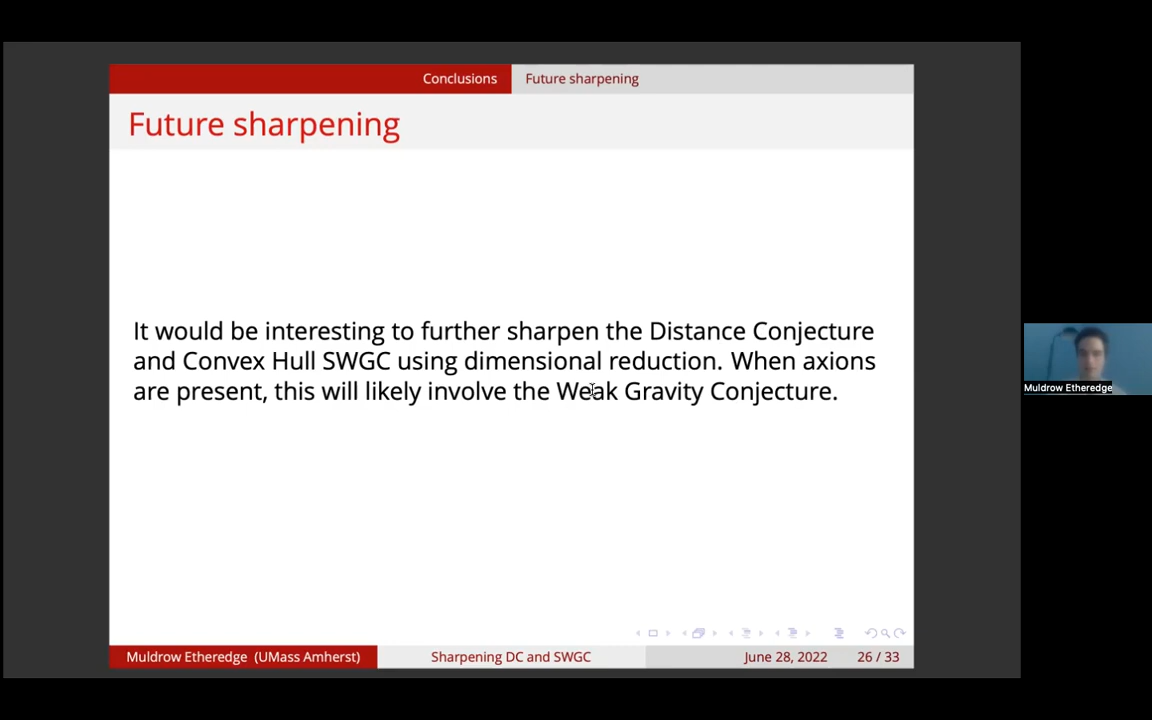 Conclusions Future sharpening
Future sharpening
It would be interesting to further sharpen the Distance Conjecture
and Convex Hull SWGC using dimensional reduction. When axions
are present, this will likely involve the Weak Gravity Conjecture.
Muldrow Etheredge
Muldrow Etheredge (UMass Amherst) Sharpening DC and SWGC June 28, 2022 26 / 33